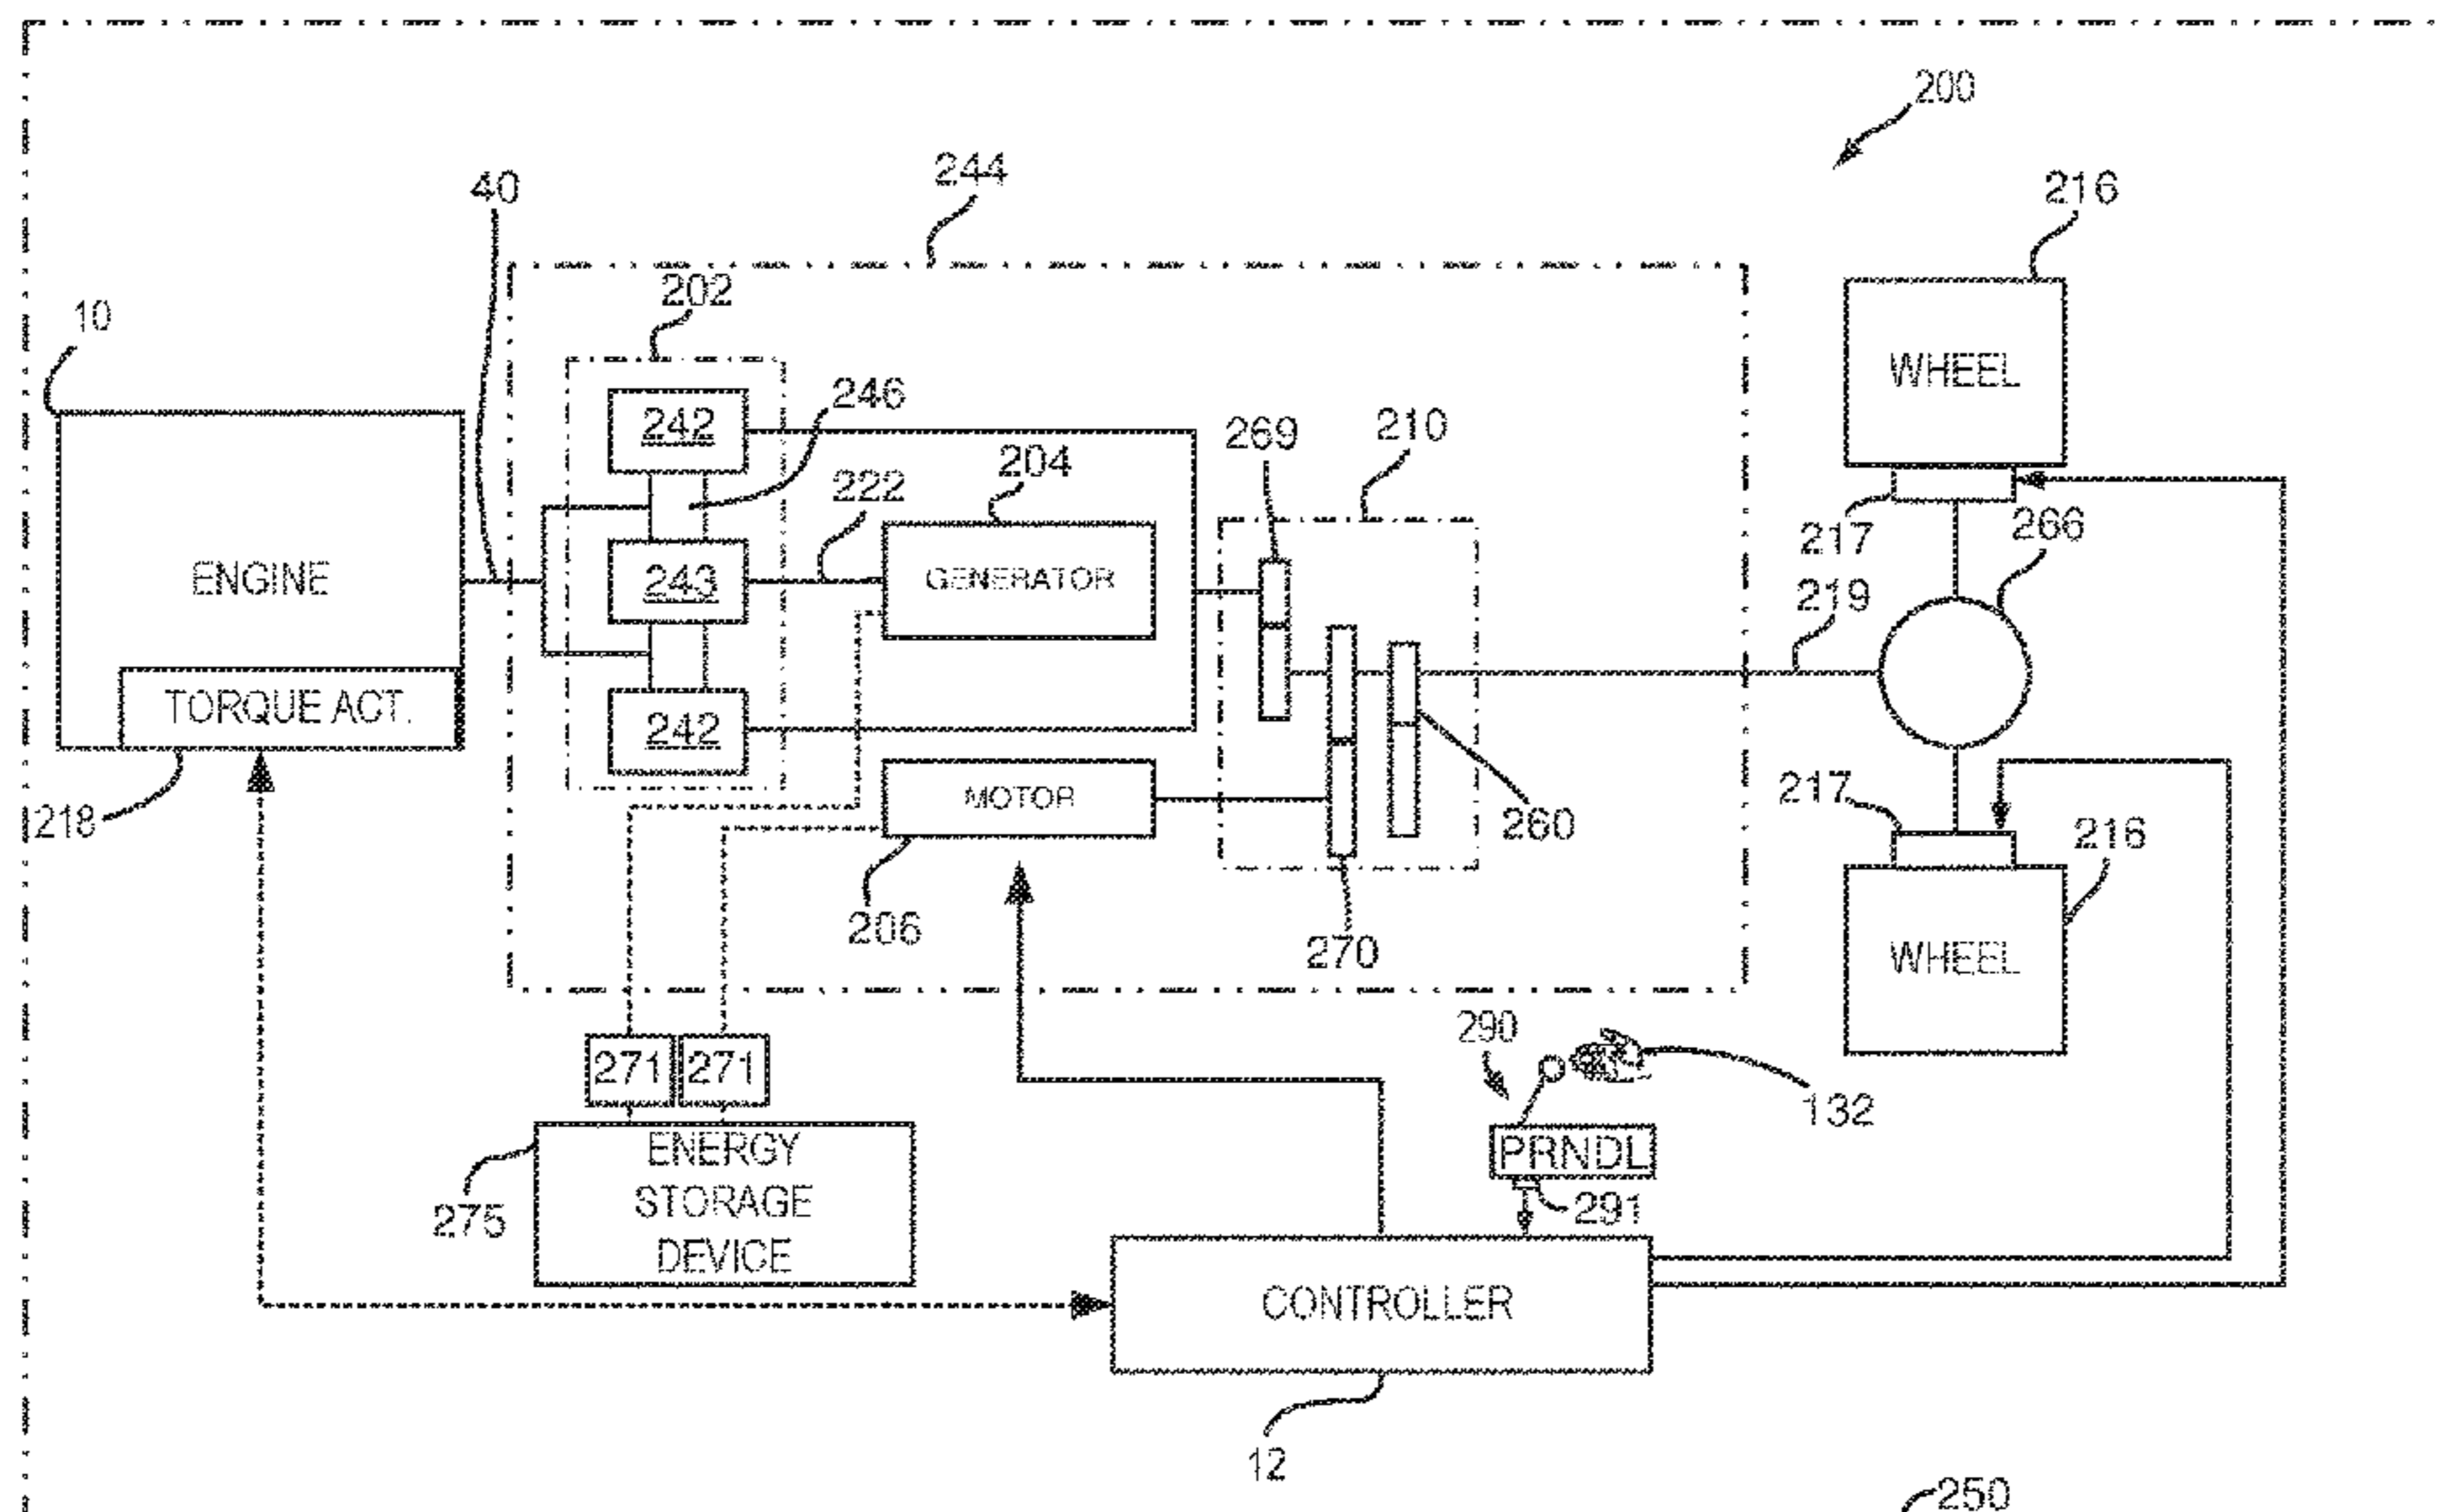 200
244
40
216
202
10
246
WHEEL
242
269
210
204
222
217
266
ENGINE
243
GENERATOR
219
TORQUE ACT.
242
217
MOTOR
218
260
216
206
270
WHEEL
290
271
271
132
ENERGY
STORAGE
DEVICE
PRNDL
275
291
CONTROLLER
12
250